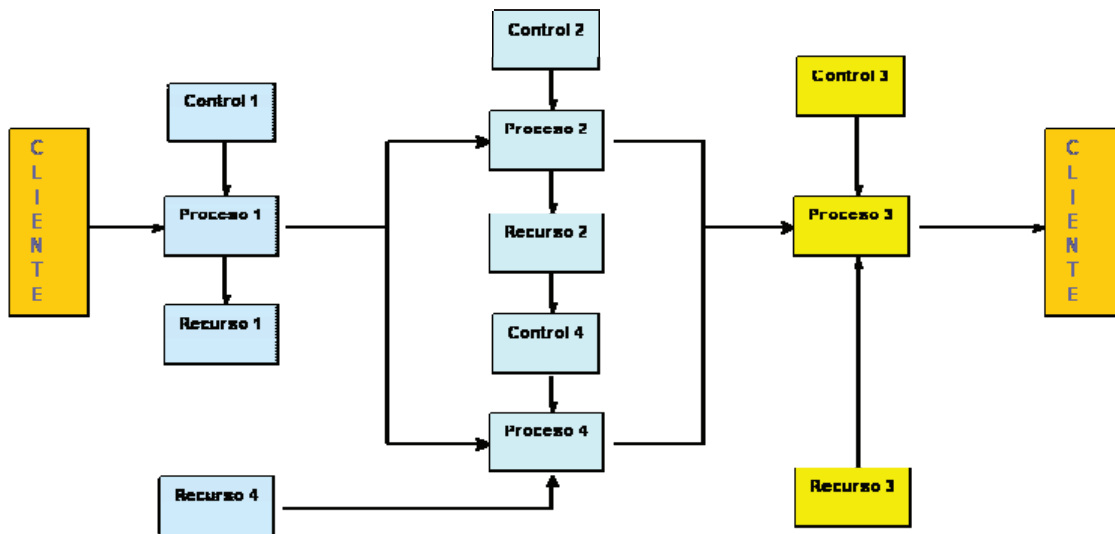 Control 2
Control 3
Control 1
Proceso 2
CLIENTE
Proceso 1
Recurso 2
Proceso 3
CLIENTE
Recurso 1
Control 4
Proceso 4
Recurso 4
Recurso 3